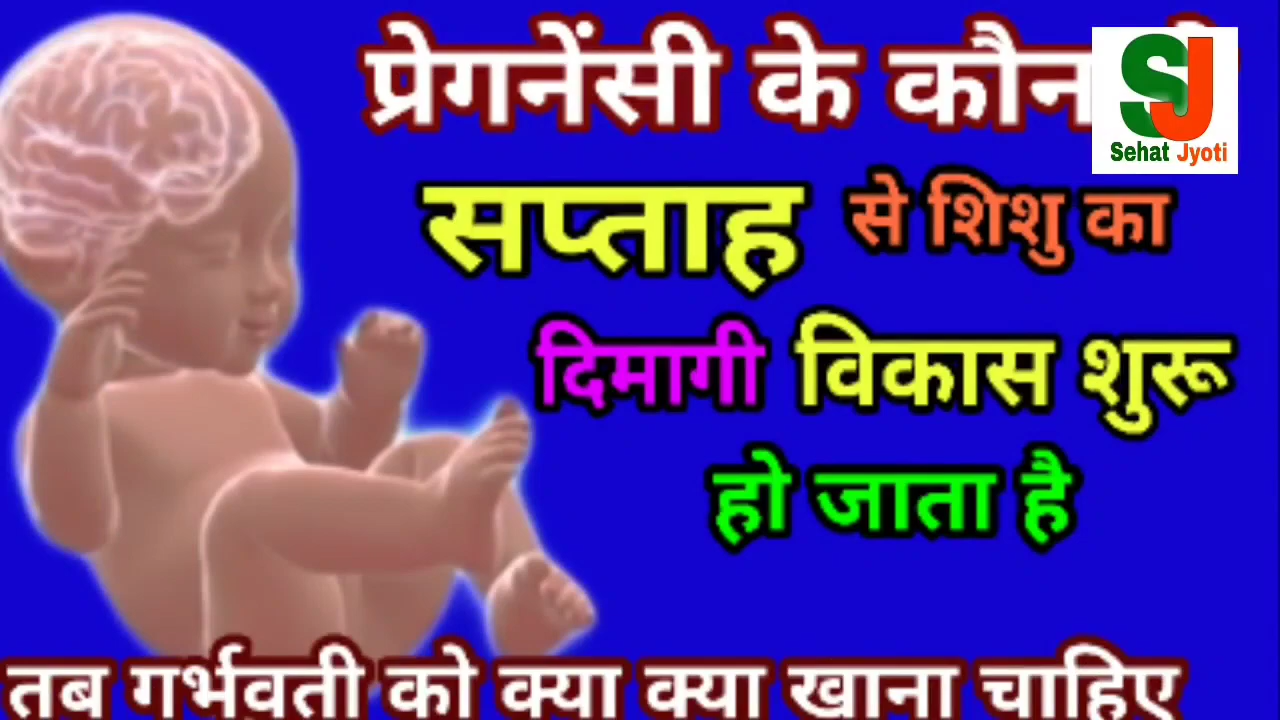 प्रेगनेंसी के कौन
SJ
Sehat Jyoti
सप्ताह से शिशु का
दिमागी विकास शुरू
हो जाता है
तब गर्भवती को क्या क्या खाना चाहिए